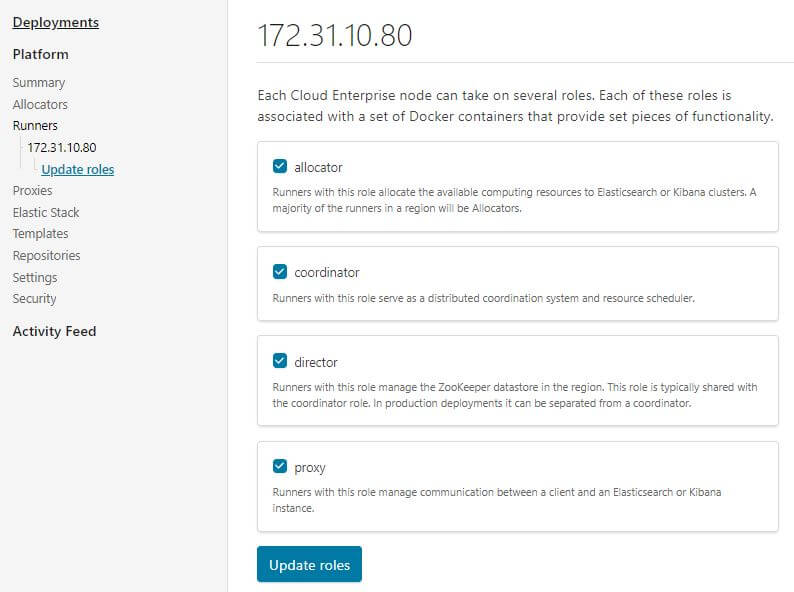 Deployments
Platform
Summary
Allocators
Runners
172.31.10.80
Update roles
Proxies
Elastic Stack
Templates
Repositories
Settings
Security
Activity Feed
172.31.10.80
Each Cloud Enterprise node can take on several roles. Each of these roles is
associated with a set of Docker containers that provide set pieces of functionality.
allocator
Runners with this role allocate the available computing resources to Elasticsearch or Kibana clusters. A
majority of the runners in a region will be Allocators.
coordinator
Runners with this role serve as a distributed coordination system and resource scheduler.
director
Runners with this role manage the ZooKeeper datastore in the region. This role is typically shared with
the coordinator role. In production deployments it can be separated from a coordinator.
proxy
Runners with this role manage communication between a client and an Elasticsearch or Kibana
instance.
Update roles